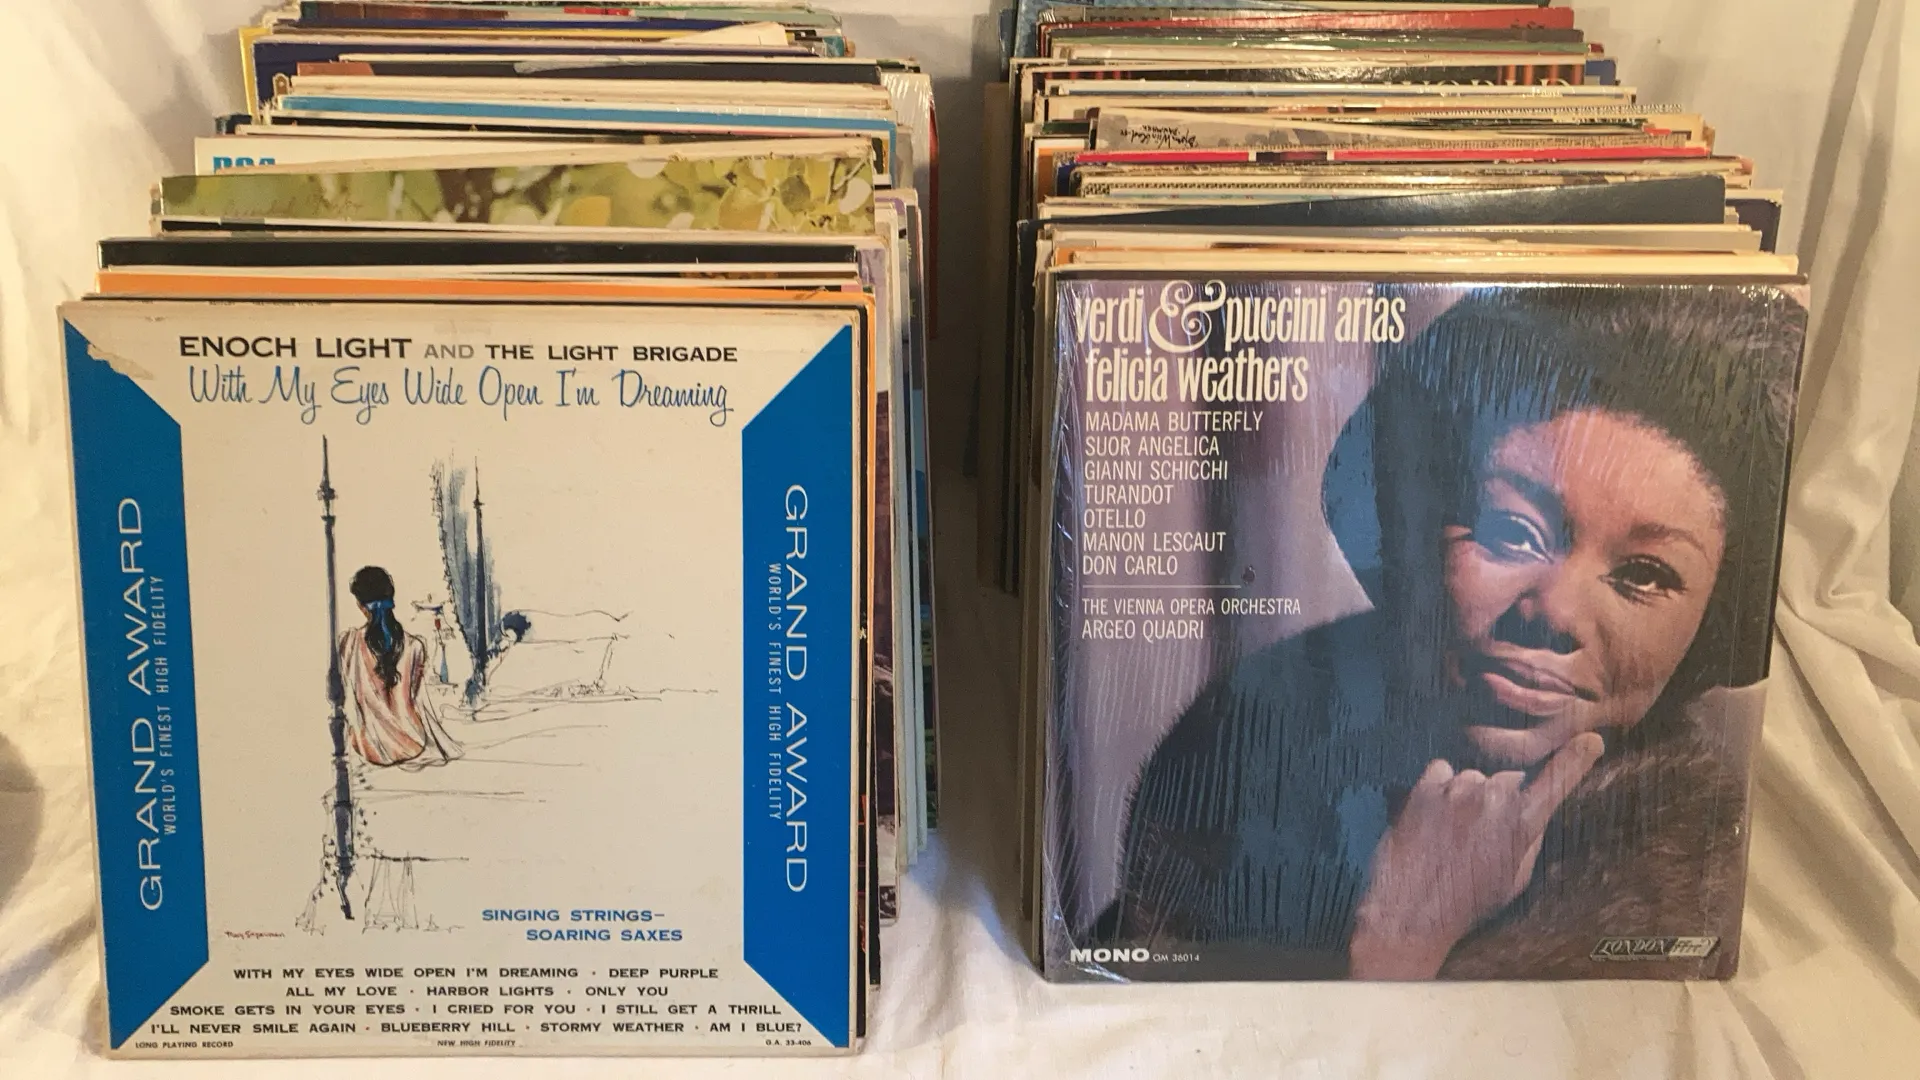 RCA
ENOCH LIGHT AND THE LIGHT BRIGADE
With My Eyes Wide Open I'm Dreaming
GRAND AWARD
WORLD'S FINEST HIGH FIDELITY
GRAND AWARD
WORLD'S FINEST HIGH FIDELITY
SINGING STRINGS–
SOARING SAXES
WITH MY EYES WIDE OPEN I'M DREAMING · DEEP PURPLE
ALL MY LOVE · HARBOR LIGHTS · ONLY YOU
SMOKE GETS IN YOUR EYES · I CRIED FOR YOU · I STILL GET A THRILL
I'LL NEVER SMILE AGAIN · BLUEBERRY HILL · STORMY WEATHER · AM I BLUE?
LONG PLAYING RECORD
NEW HIGH FIDELITY
G.A. 33-406
verdi & puccini arias
felicia weathers
MADAMA BUTTERFLY
SUOR ANGELICA
GIANNI SCHICCHI
TURANDOT
OTELLO
MANON LESCAUT
DON CARLO
THE VIENNA OPERA ORCHESTRA
ARGEO QUADRI
MONO OM 36014
LONDON ffrr